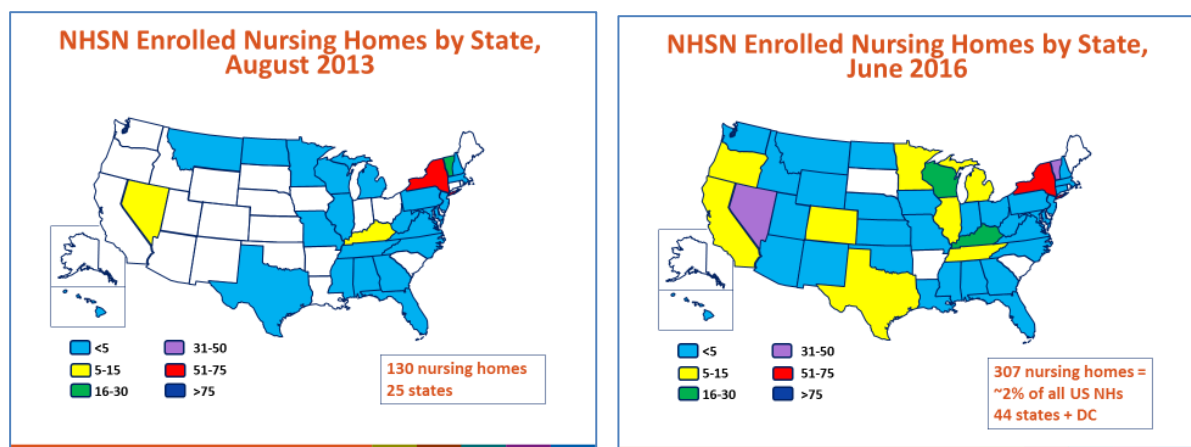 NHSN Enrolled Nursing Homes by State,
August 2013
<5
5-15
16-30
31-50
51-75
>75
130 nursing homes
25 states
NHSN Enrolled Nursing Homes by State,
June 2016
<5
5-15
16-30
31-50
51-75
>75
307 nursing homes =
~2% of all US NHs
44 states + DC